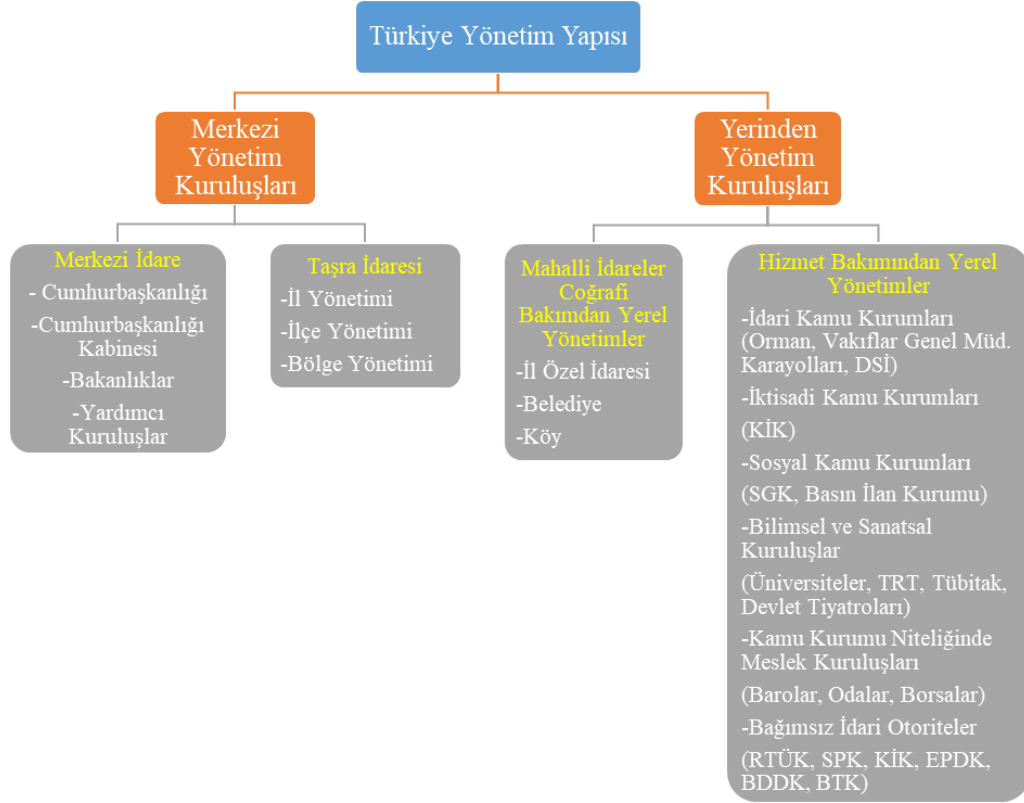 Türkiye Yönetim Yapısı
Merkezi
Yönetim
Kuruluşları
Yerinden
Yönetim
Kuruluşları
Merkezi İdare
- Cumhurbaşkanlığı
-Cumhurbaşkanlığı
Kabinesi
-Bakanlıklar
-Yardımcı
Kuruluşlar
Taşra İdaresi
-İl Yönetimi
-İlçe Yönetimi
-Bölge Yönetimi
Mahalli İdareler
Coğrafi
Bakımdan Yerel
Yönetimler
-İl Özel İdaresi
-Belediye
-Köy
Hizmet Bakımından Yerel
Yönetimler
-İdari Kamu Kurumları
(Orman, Vakıflar Genel Müd.
Karayolları, DSİ)
-İktisadi Kamu Kurumları
(KİK)
-Sosyal Kamu Kurumları
(SGK, Basın İlan Kurumu)
-Bilimsel ve Sanatsal
Kuruluşlar
(Üniversiteler, TRT, Tübitak,
Devlet Tiyatroları)
-Kamu Kurumu Niteliğinde
Meslek Kuruluşları
(Barolar, Odalar, Borsalar)
-Bağımsız İdari Otoriteler
(RTÜK, SPK, KİK, EPDK,
BDDK, BTK)